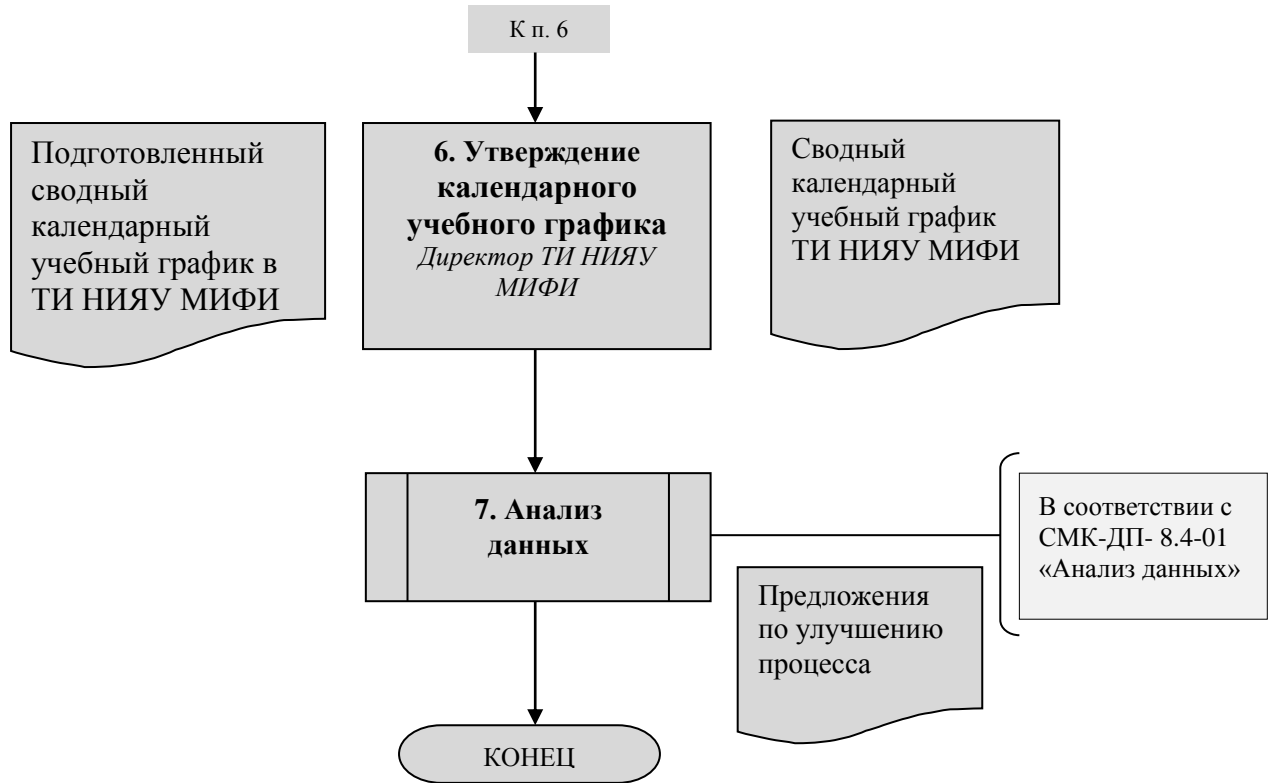 К п. 6
Подготовленный
сводный
календарный
учебный график в
ТИ НИЯУ МИФИ
6. Утверждение
календарного
учебного графика
Директор ТИ НИЯУ
МИФИ
Сводный
календарный
учебный график
ТИ НИЯУ МИФИ
7. Анализ
данных
В соответствии с
СМК-ДП- 8.4-01
«Анализ данных»
Предложения
по улучшению
процесса
КОНЕЦ